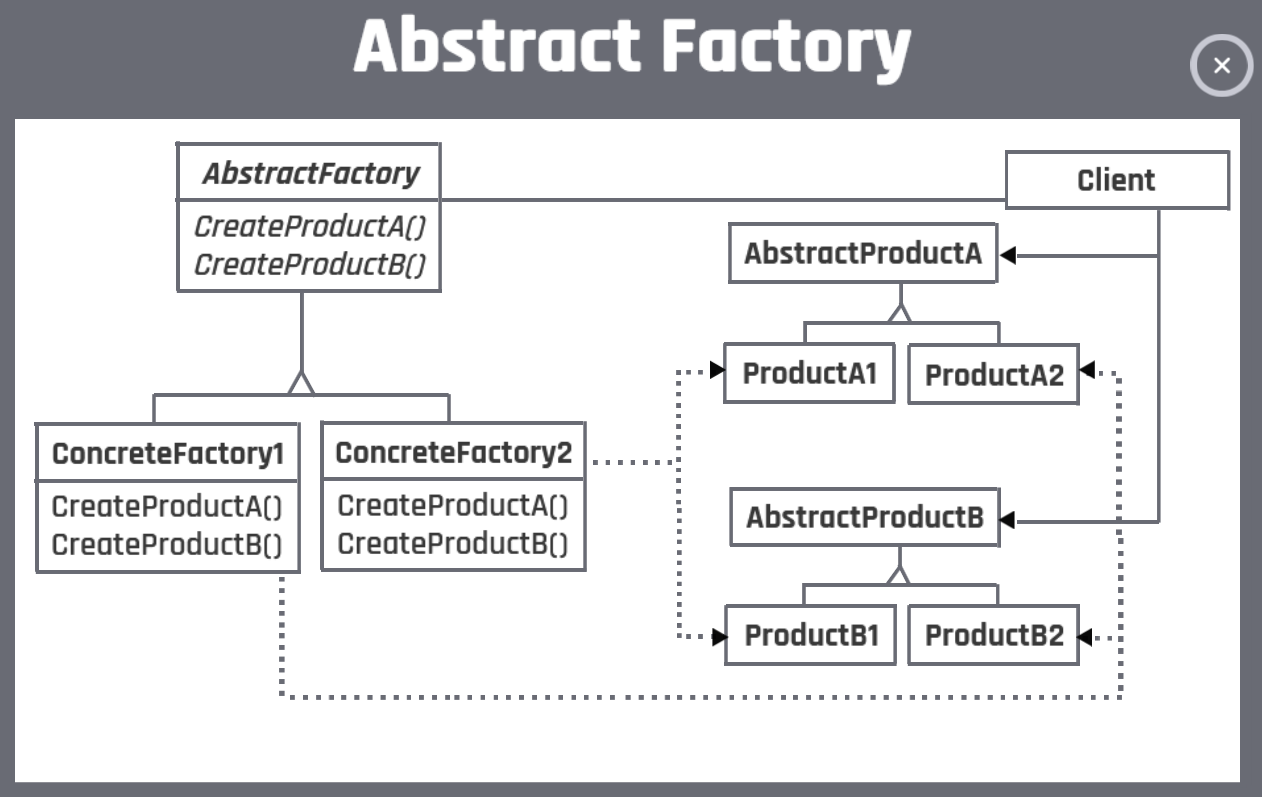 Abstract Factory
AbstractFactory
CreateProductA()
CreateProductB()
Client
AbstractProductA
ProductA1
ProductA2
ConcreteFactory1
CreateProductA()
CreateProductB()
ConcreteFactory2
CreateProductA()
CreateProductB()
AbstractProductB
ProductB1
ProductB2